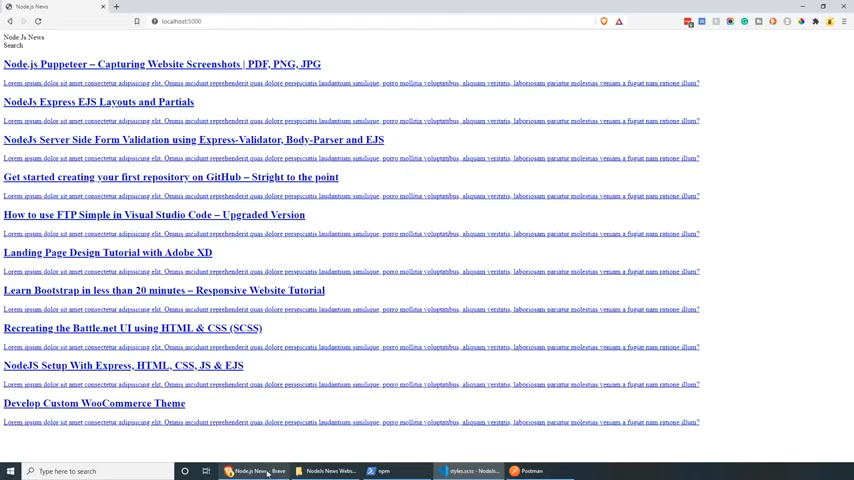 Node.js News
localhost:5000
Node.Js News
Search
Node.js Puppeteer – Capturing Website Screenshots | PDF, PNG, JPG
Lorem ipsum dolor sit amet consectetur adipisicing elit. Omnis incidunt reprehenderit quas dolore perspiciatis laudantium similique, porro mollitia voluptatibus, aliquam veritatis, laboriosam pariatur molestias veniam a fugiat nam ratione illum?
NodeJs Express EJS Layouts and Partials
Lorem ipsum dolor sit amet consectetur adipisicing elit. Omnis incidunt reprehenderit quas dolore perspiciatis laudantium similique, porro mollitia voluptatibus, aliquam veritatis, laboriosam pariatur molestias veniam a fugiat nam ratione illum?
NodeJs Server Side Form Validation using Express-Validator, Body-Parser and EJS
Lorem ipsum dolor sit amet consectetur adipisicing elit. Omnis incidunt reprehenderit quas dolore perspiciatis laudantium similique, porro mollitia voluptatibus, aliquam veritatis, laboriosam pariatur molestias veniam a fugiat nam ratione illum?
Get started creating your first repository on GitHub – Stright to the point
Lorem ipsum dolor sit amet consectetur adipisicing elit. Omnis incidunt reprehenderit quas dolore perspiciatis laudantium similique, porro mollitia voluptatibus, aliquam veritatis, laboriosam pariatur molestias veniam a fugiat nam ratione illum?
How to use FTP Simple in Visual Studio Code – Upgraded Version
Lorem ipsum dolor sit amet consectetur adipisicing elit. Omnis incidunt reprehenderit quas dolore perspiciatis laudantium similique, porro mollitia voluptatibus, aliquam veritatis, laboriosam pariatur molestias veniam a fugiat nam ratione illum?
Landing Page Design Tutorial with Adobe XD
Lorem ipsum dolor sit amet consectetur adipisicing elit. Omnis incidunt reprehenderit quas dolore perspiciatis laudantium similique, porro mollitia voluptatibus, aliquam veritatis, laboriosam pariatur molestias veniam a fugiat nam ratione illum?
Learn Bootstrap in less than 20 minutes – Responsive Website Tutorial
Lorem ipsum dolor sit amet consectetur adipisicing elit. Omnis incidunt reprehenderit quas dolore perspiciatis laudantium similique, porro mollitia voluptatibus, aliquam veritatis, laboriosam pariatur molestias veniam a fugiat nam ratione illum?
Recreating the Battle.net UI using HTML & CSS (SCSS)
Lorem ipsum dolor sit amet consectetur adipisicing elit. Omnis incidunt reprehenderit quas dolore perspiciatis laudantium similique, porro mollitia voluptatibus, aliquam veritatis, laboriosam pariatur molestias veniam a fugiat nam ratione illum?
NodeJS Setup With Express, HTML, CSS, JS & EJS
Lorem ipsum dolor sit amet consectetur adipisicing elit. Omnis incidunt reprehenderit quas dolore perspiciatis laudantium similique, porro mollitia voluptatibus, aliquam veritatis, laboriosam pariatur molestias veniam a fugiat nam ratione illum?
Develop Custom WooCommerce Theme
Lorem ipsum dolor sit amet consectetur adipisicing elit. Omnis incidunt reprehenderit quas dolore perspiciatis laudantium similique, porro mollitia voluptatibus, aliquam veritatis, laboriosam pariatur molestias veniam a fugiat nam ratione illum?
Type here to search
Node.js News - Brave
NodeJs News Webs...
npm
styles.scss - NodeJs...
Postman